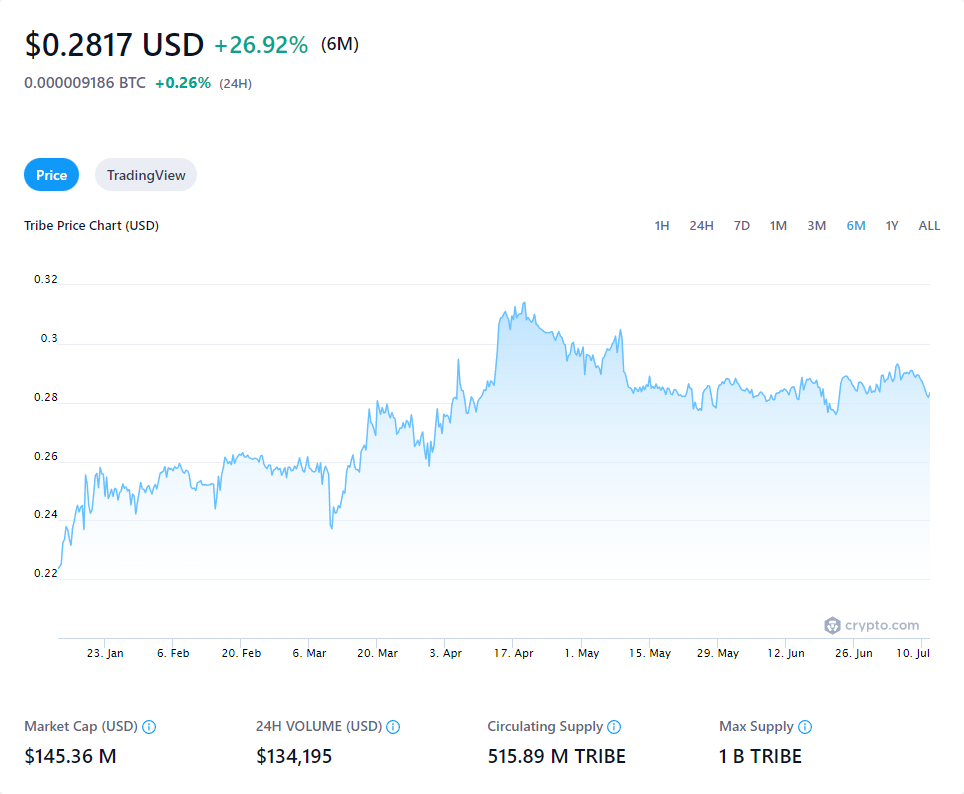 $0.2817 USD +26.92% (6M)
0.000009186 BTC +0.26% (24H)
Price TradingView
Tribe Price Chart (USD) 1H 24H 7D 1M 3M 6M 1Y ALL
0.32
0.3
0.28
0.26
0.24
0.22
crypto.com
23. Jan 6. Feb 20. Feb 6. Mar 20. Mar 3. Apr 17. Apr 1. May 15. May 29. May 12. Jun 26. Jun 10. Jul
Market Cap (USD) 24H VOLUME (USD) Circulating Supply Max Supply
$145.36 M $134,195 515.89 M TRIBE 1 B TRIBE